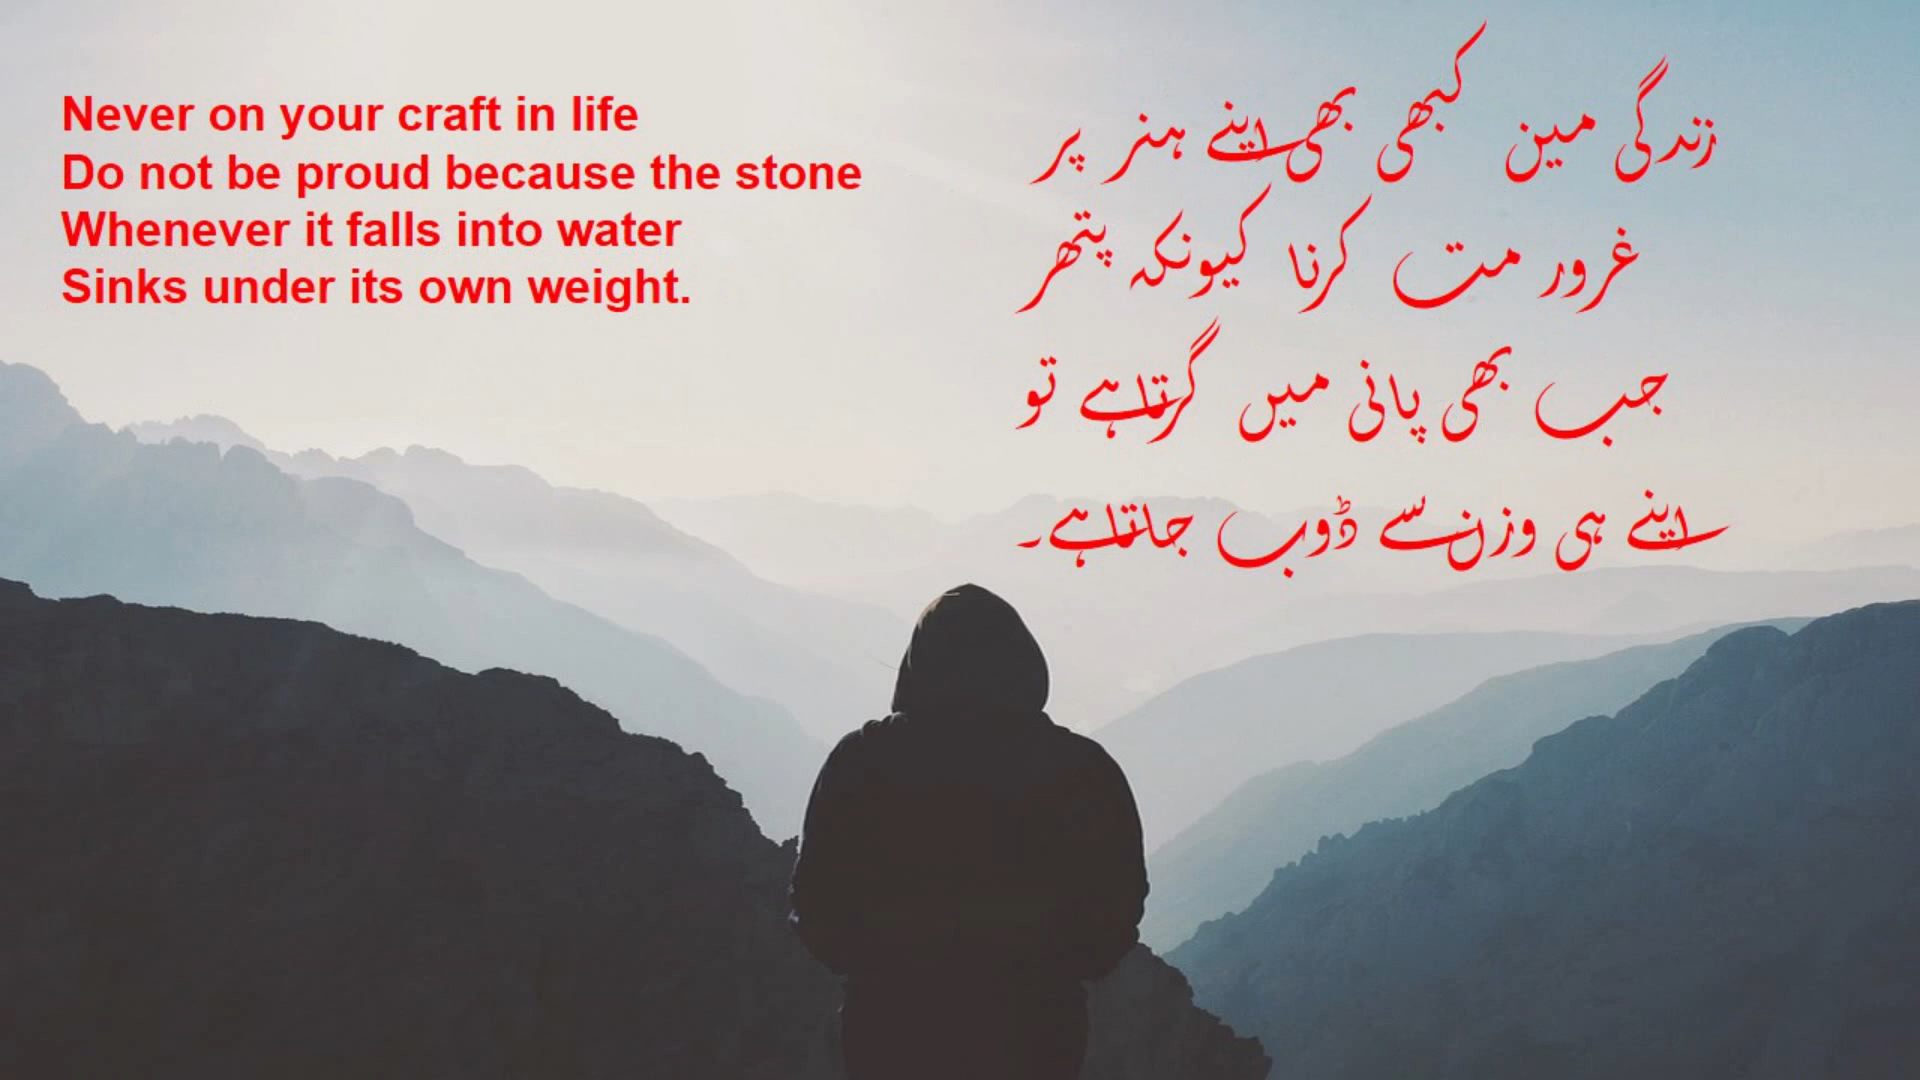 Never on your craft in life
Do not be proud because the stone
Whenever it falls into water
Sinks under its own weight.
زندگی مین کبھی بھی اپنے ہنر پر
غرور مت کرنا کیونکہ پتھر
جب بھی پانی میں گرتا ہے تو
اپنے ہی وزن سے ڈوب جاتا ہے۔